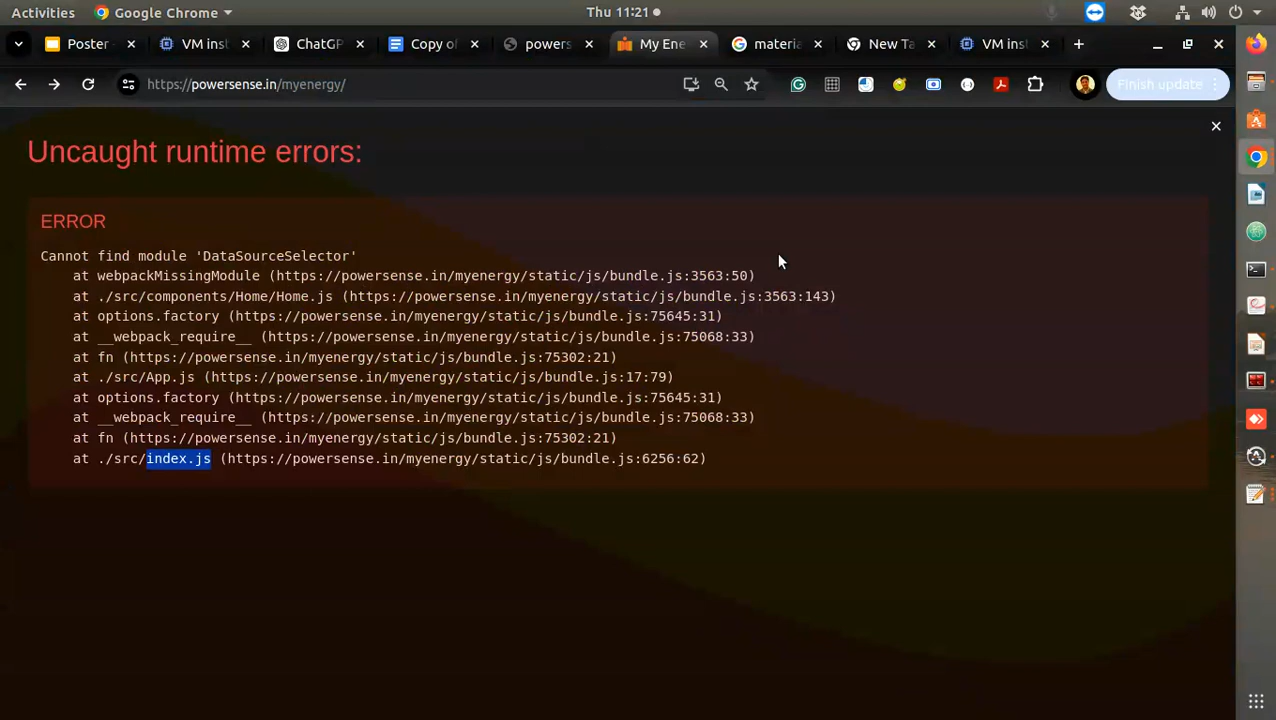 Activities Google Chrome Thu 11:21
Poster - VM inst ChatGP Copy of powers My Ene materia New Ta VM inst
https://powersense.in/myenergy/ Finish update
Uncaught runtime errors:
ERROR
Cannot find module 'DataSourceSelector'
at webpackMissingModule (https://powersense.in/myenergy/static/js/bundle.js:3563:50)
at ./src/components/Home/Home.js (https://powersense.in/myenergy/static/js/bundle.js:3563:143)
at options.factory (https://powersense.in/myenergy/static/js/bundle.js:75645:31)
at __webpack_require__ (https://powersense.in/myenergy/static/js/bundle.js:75068:33)
at fn (https://powersense.in/myenergy/static/js/bundle.js:75302:21)
at ./src/App.js (https://powersense.in/myenergy/static/js/bundle.js:17:79)
at options.factory (https://powersense.in/myenergy/static/js/bundle.js:75645:31)
at __webpack_require__ (https://powersense.in/myenergy/static/js/bundle.js:75068:33)
at fn (https://powersense.in/myenergy/static/js/bundle.js:75302:21)
at ./src/index.js (https://powersense.in/myenergy/static/js/bundle.js:6256:62)